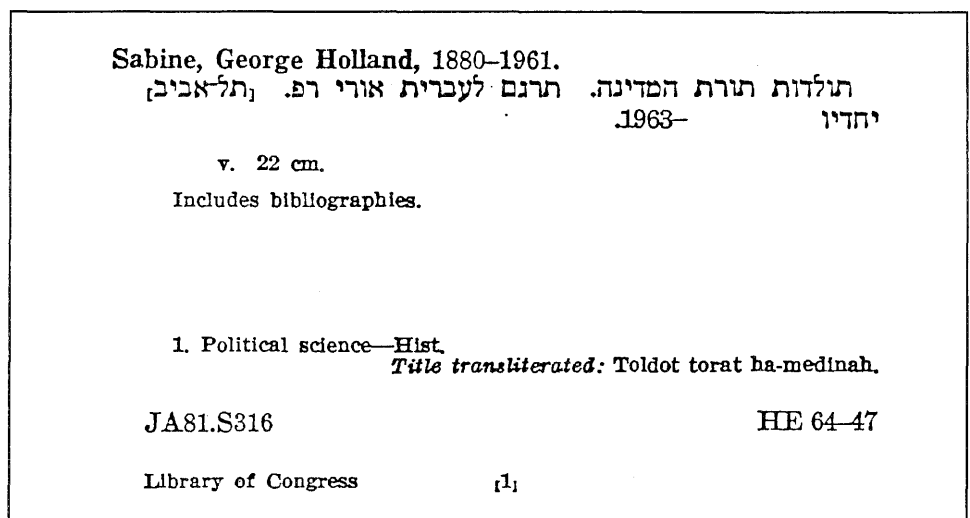 Sabine, George Holland, 1880–1961.
תולדות תורת המדינה. תרגם לעברית אורי רפ. [תל-אביב]
יחדיו 1963–.
v. 22 cm.
Includes bibliographies.
1. Political science—Hist.
Title transliterated: Toldot torat ha-medinah.
JA81.S316 HE 64–47
Library of Congress [1]